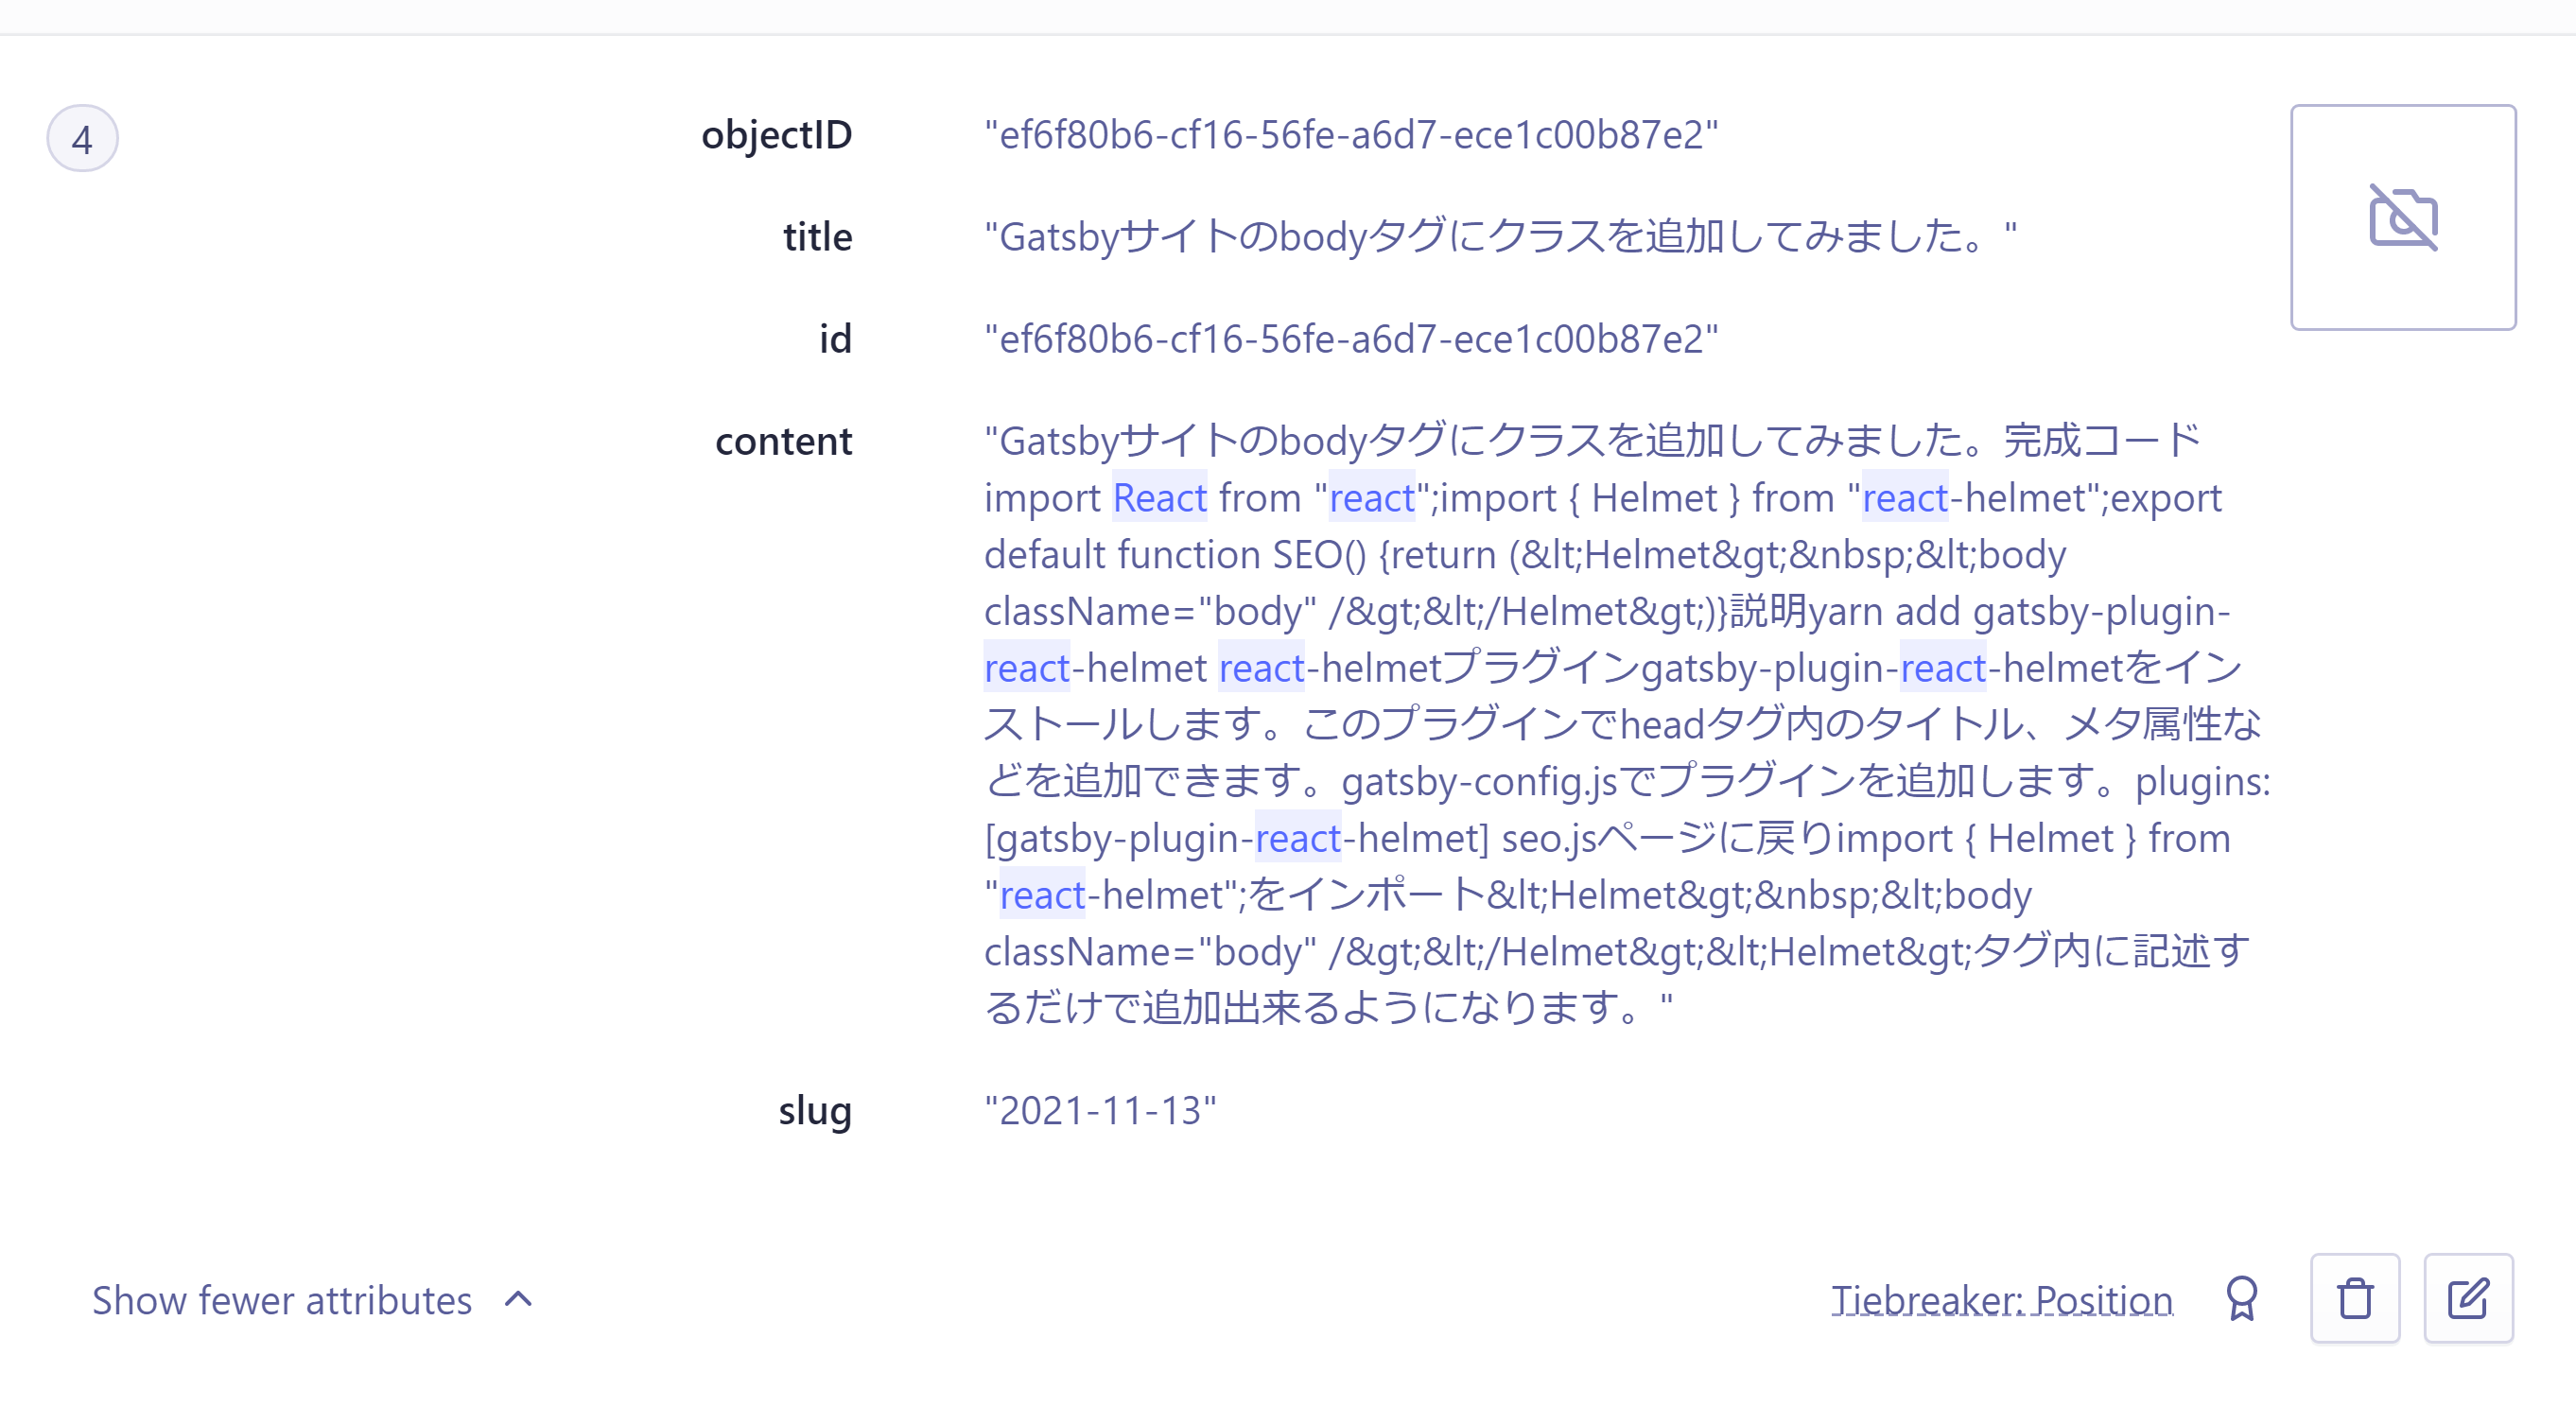 4
objectID "ef6f80b6-cf16-56fe-a6d7-ece1c00b87e2"
title "Gatsbyサイトのbodyタグにクラスを追加してみました。"
id "ef6f80b6-cf16-56fe-a6d7-ece1c00b87e2"
content "Gatsbyサイトのbodyタグにクラスを追加してみました。完成コード
import React from "react";import { Helmet } from "react-helmet";export
default function SEO() {return (&lt;Helmet&gt;&nbsp;&lt;body
className="body" /&gt;&lt;/Helmet&gt;)}説明yarn add gatsby-plugin-
react-helmet react-helmetプラグインgatsby-plugin-react-helmetをイン
ストールします。このプラグインでheadタグ内のタイトル、メタ属性な
どを追加できます。gatsby-config.jsでプラグインを追加します。plugins:
[gatsby-plugin-react-helmet] seo.jsページに戻りimport { Helmet } from
"react-helmet";をインポート&lt;Helmet&gt;&nbsp;&lt;body
className="body" /&gt;&lt;/Helmet&gt;&lt;Helmet&gt;タグ内に記述す
るだけで追加出来るようになります。"
slug "2021-11-13"
Show fewer attributes Tiebreaker: Position